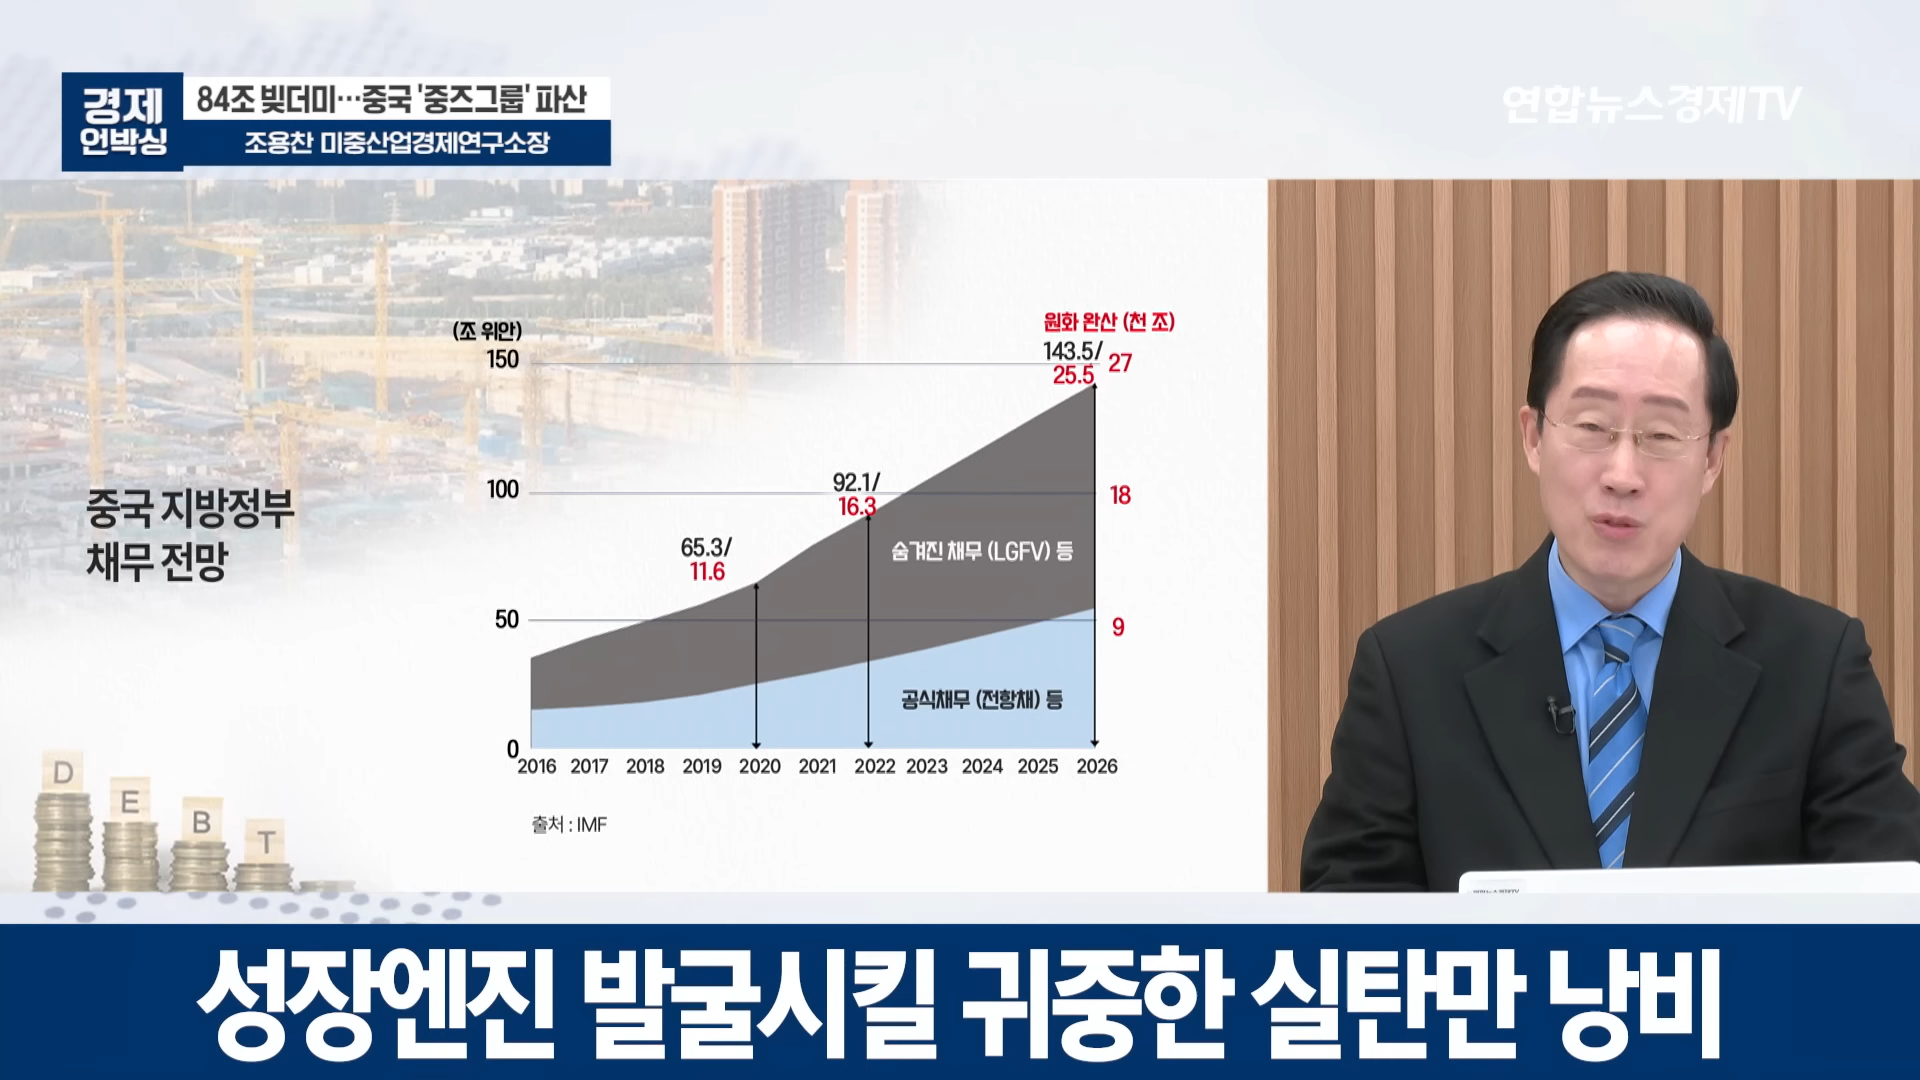 경제
언박싱
84조 빚더미…중국 '중즈그룹' 파산
조용찬 미중산업경제연구소장
연합뉴스경제TV
중국 지방정부
채무 전망
(조 위안)
원화 완산 (천 조)
150
143.5/
25.5
27
100
92.1/
16.3
18
65.3/
11.6
숨겨진 채무 (LGFV) 등
50
9
공식채무 (전항채) 등
0
2016 2017 2018 2019 2020 2021 2022 2023 2024 2025 2026
출처 : IMF
D
E
B
T
성장엔진 발굴시킬 귀중한 실탄만 낭비